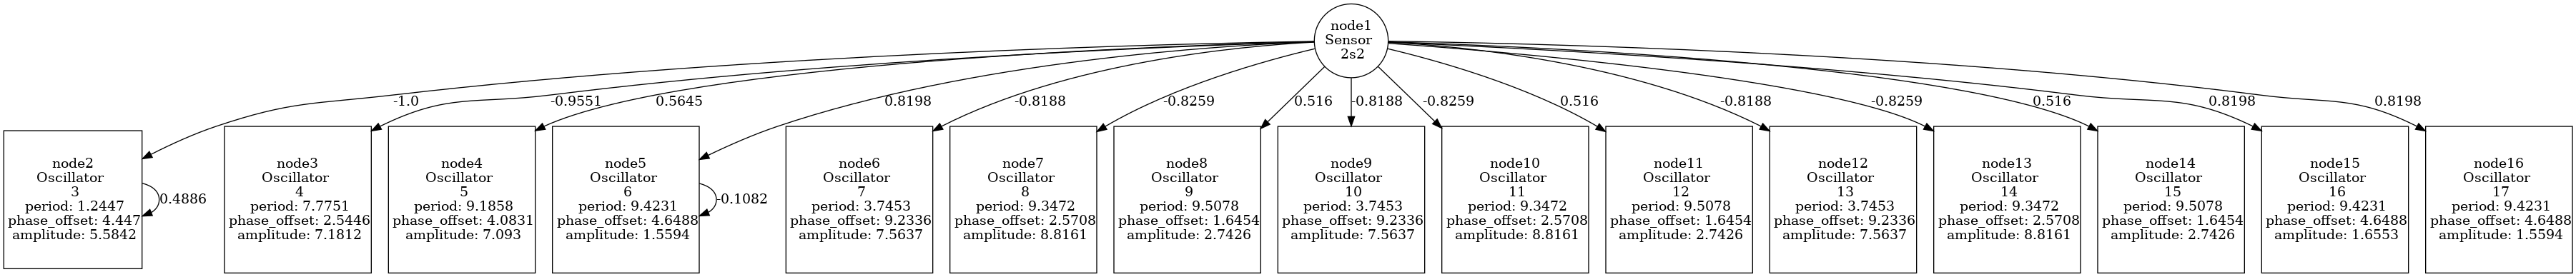 node1
Sensor
2s2
-1.0
-0.9551
0.5645
0.8198
-0.8188
-0.8259
0.516
-0.8188
-0.8259
0.516
-0.8188
-0.8259
0.516
0.8198
0.8198
node2
Oscillator
3
period: 1.2447
phase_offset: 4.447
amplitude: 5.5842
0.4886
node3
Oscillator
4
period: 7.7751
phase_offset: 2.5446
amplitude: 7.1812
node4
Oscillator
5
period: 9.1858
phase_offset: 4.0831
amplitude: 7.093
node5
Oscillator
6
period: 9.4231
phase_offset: 4.6488
amplitude: 1.5594
-0.1082
node6
Oscillator
7
period: 3.7453
phase_offset: 9.2336
amplitude: 7.5637
node7
Oscillator
8
period: 9.3472
phase_offset: 2.5708
amplitude: 8.8161
node8
Oscillator
9
period: 9.5078
phase_offset: 1.6454
amplitude: 2.7426
node9
Oscillator
10
period: 3.7453
phase_offset: 9.2336
amplitude: 7.5637
node10
Oscillator
11
period: 9.3472
phase_offset: 2.5708
amplitude: 8.8161
node11
Oscillator
12
period: 9.5078
phase_offset: 1.6454
amplitude: 2.7426
node12
Oscillator
13
period: 3.7453
phase_offset: 9.2336
amplitude: 7.5637
node13
Oscillator
14
period: 9.3472
phase_offset: 2.5708
amplitude: 8.8161
node14
Oscillator
15
period: 9.5078
phase_offset: 1.6454
amplitude: 2.7426
node15
Oscillator
16
period: 9.4231
phase_offset: 4.6488
amplitude: 1.6553
node16
Oscillator
17
period: 9.4231
phase_offset: 4.6488
amplitude: 1.5594